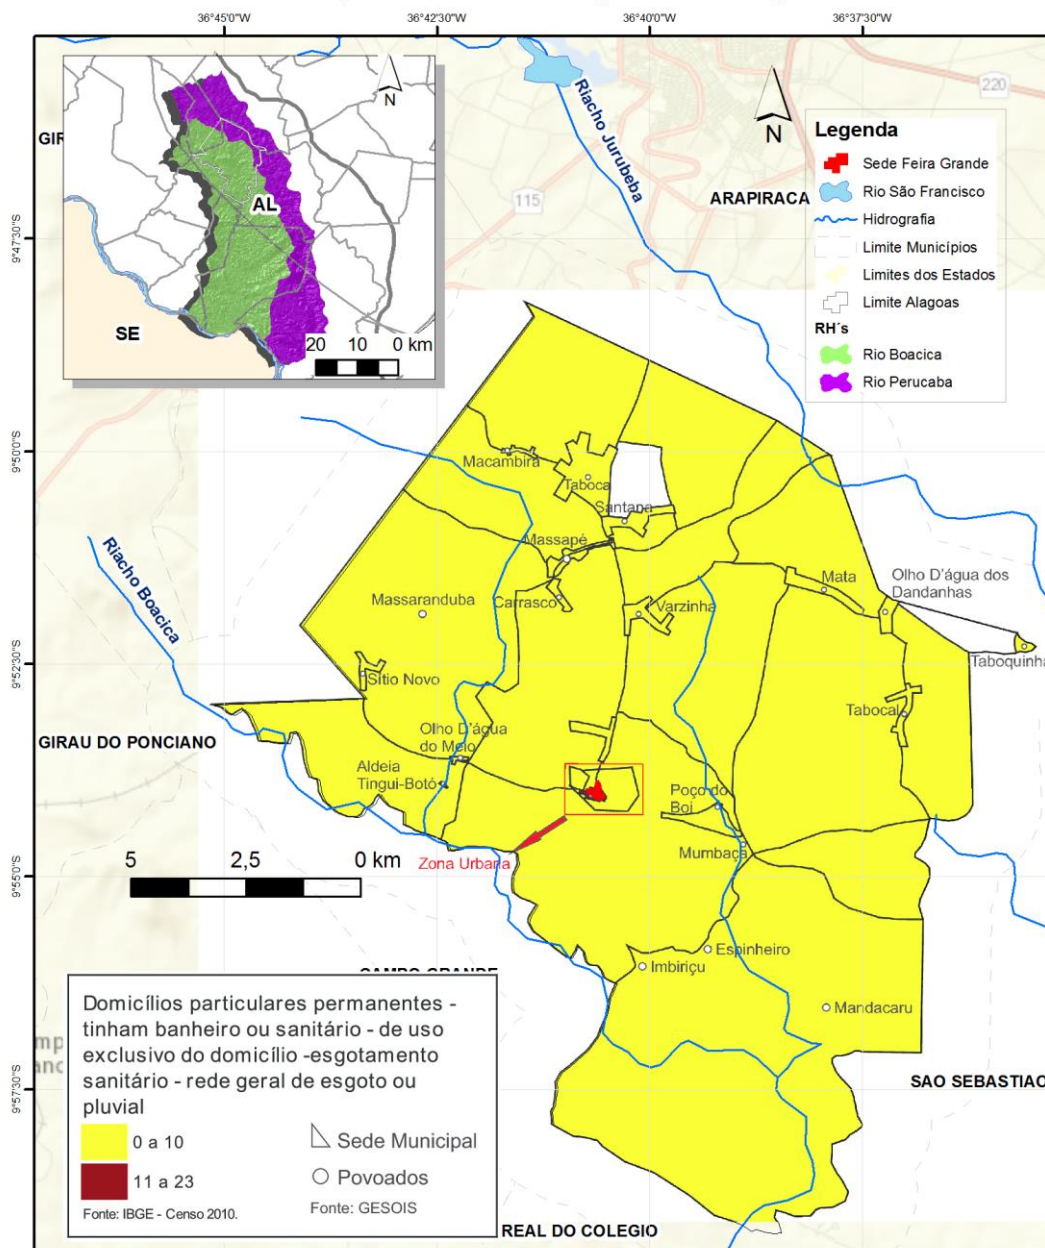 36°45'0"W
36°42'30"W
36°40'0"W
36°37'30"W
9°47'30"S
9°50'0"S
9°52'30"S
9°55'0"S
9°57'30"S
GIR
N
AL
SE
20 10 0 km
Riacho Jurubeba
115
220
ARAPIRACA
N
Legenda
Sede Feira Grande
Rio São Francisco
Hidrografia
Limite Municípios
Limites dos Estados
Limite Alagoas
RH´s
Rio Boacica
Rio Perucaba
Macambira
Taboca
Santana
Massapé
Carrasco
Massaranduba
Varzinha
Mata
Olho D'água dos
Dandanhas
Taboquinha
Riacho Boacica
Sítio Novo
Tabocal
GIRAU DO PONCIANO
Olho D'água
do Meio
Aldeia
Tingui-Botó
Poço do
Boi
Mumbaça
Zona Urbana
5 2,5 0 km
Espinheiro
Imbiriçu
Mandacaru
CAMPO GRANDE
SAO SEBASTIAO
REAL DO COLEGIO
Domicílios particulares permanentes -
tinham banheiro ou sanitário - de uso
exclusivo do domicílio -esgotamento
sanitário - rede geral de esgoto ou
pluvial
0 a 10
11 a 23
Sede Municipal
Povoados
Fonte: IBGE - Censo 2010.
Fonte: GESOIS